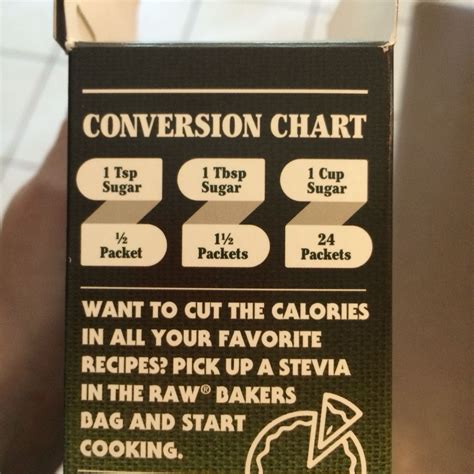 CONVERSION CHART
1 Tsp Sugar
1 Tbsp Sugar
1 Cup Sugar
½ Packet
1½ Packets
24 Packets
WANT TO CUT THE CALORIES
IN ALL YOUR FAVORITE
RECIPES? PICK UP A STEVIA
IN THE RAW® BAKERS
BAG AND START
COOKING.